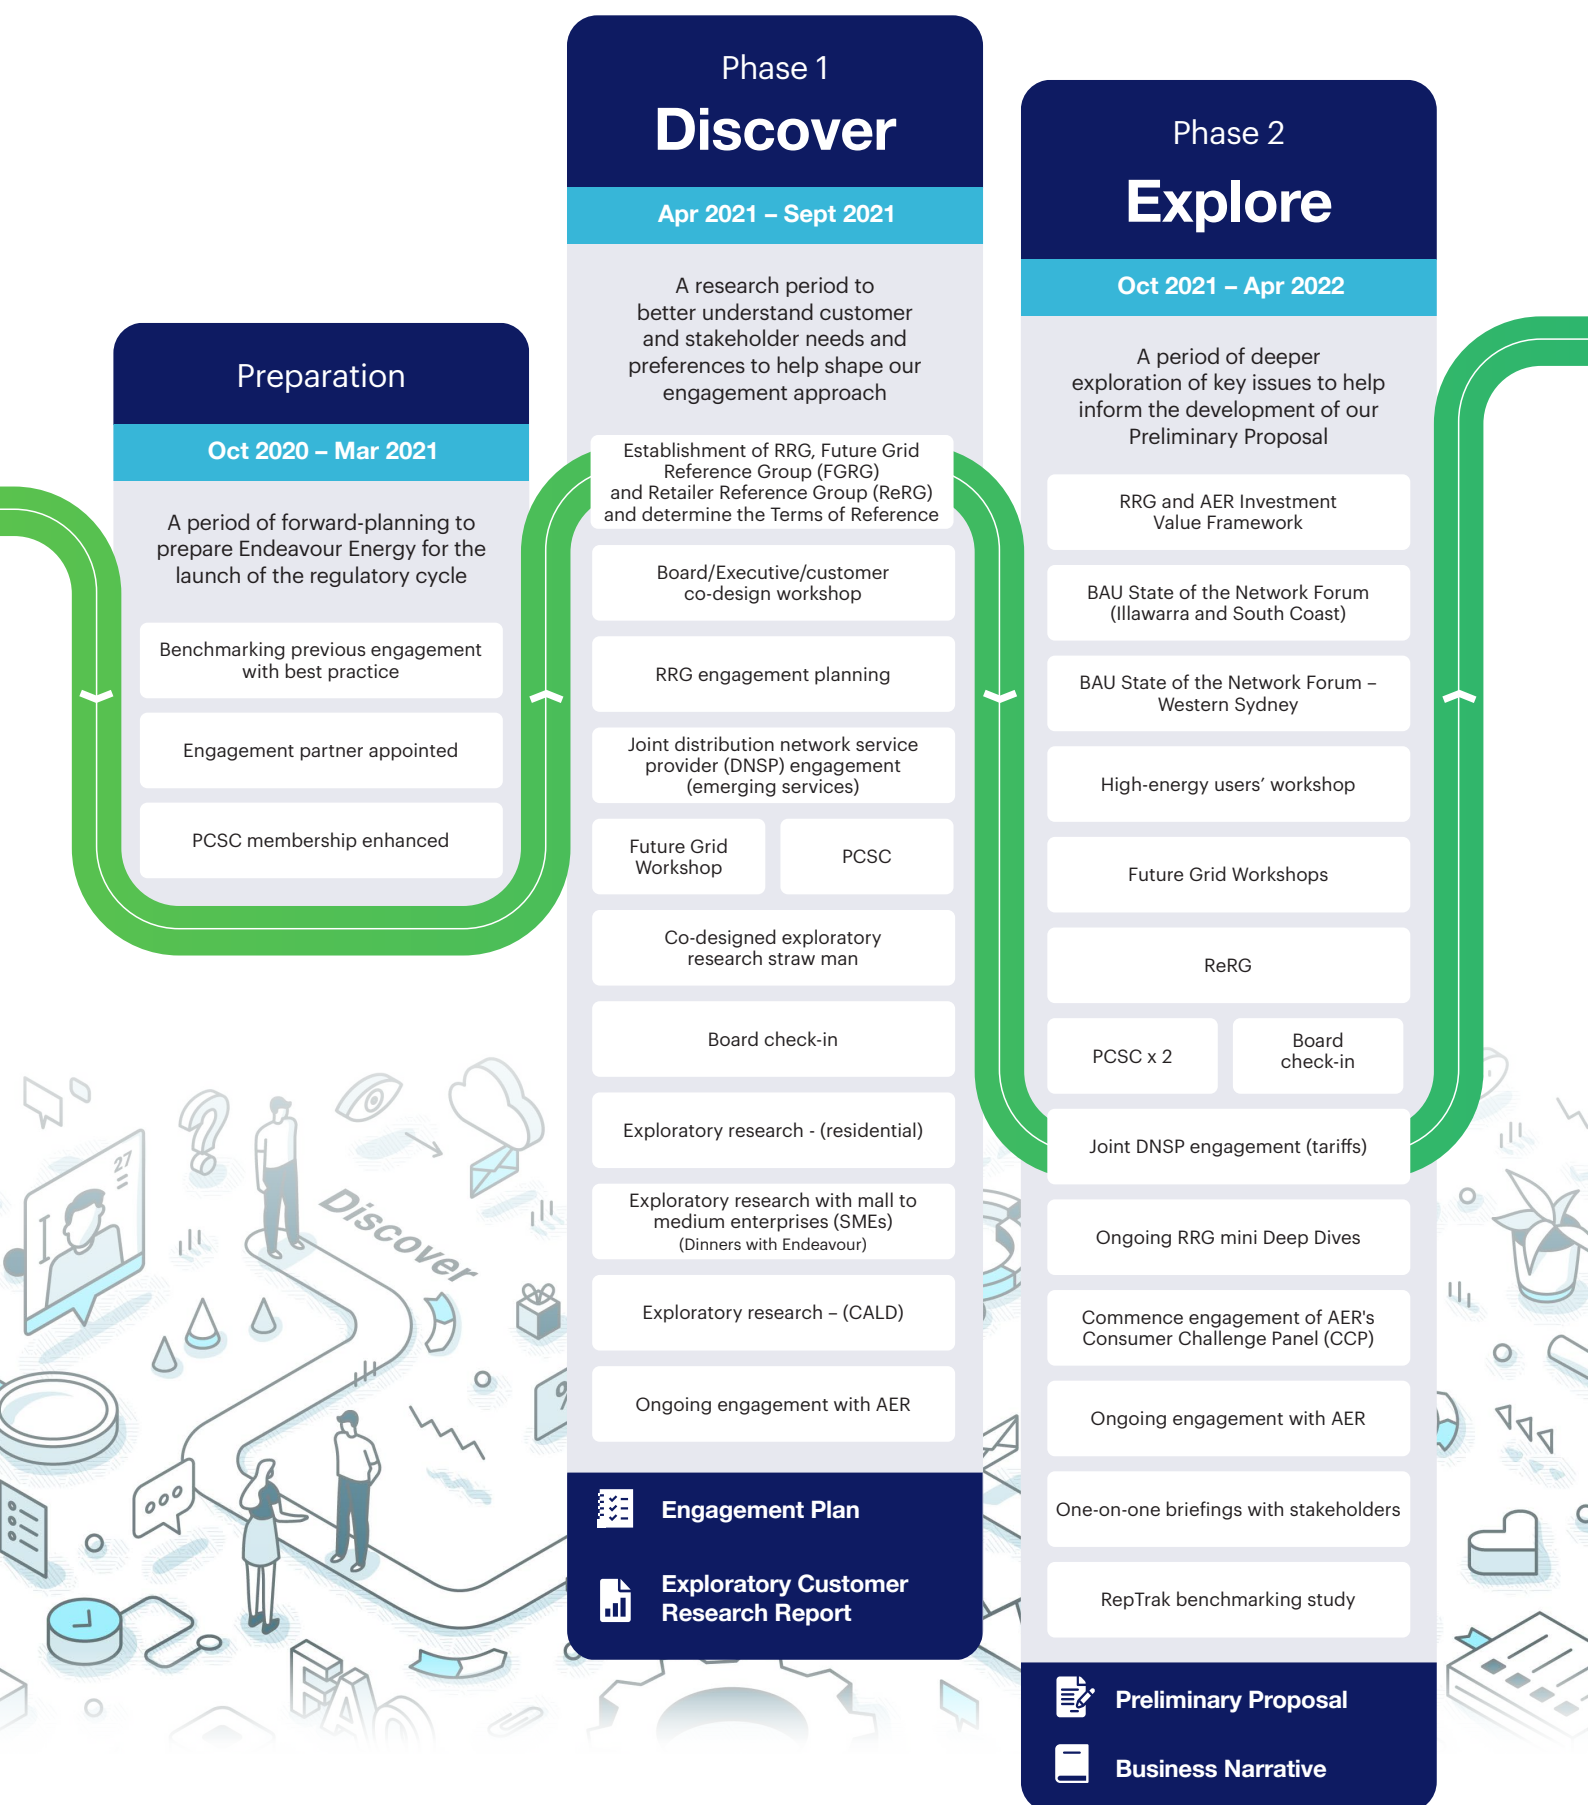 Preparation
Oct 2020 – Mar 2021
A period of forward-planning to
prepare Endeavour Energy for the
launch of the regulatory cycle
Benchmarking previous engagement
with best practice
Engagement partner appointed
PCSC membership enhanced
Phase 1
Discover
Apr 2021 – Sept 2021
A research period to
better understand customer
and stakeholder needs and
preferences to help shape our
engagement approach
Establishment of RRG, Future Grid
Reference Group (FGRG)
and Retailer Reference Group (ReRG)
and determine the Terms of Reference
Board/Executive/customer
co-design workshop
RRG engagement planning
Joint distribution network service
provider (DNSP) engagement
(emerging services)
Future Grid
Workshop
PCSC
Co-designed exploratory
research straw man
Board check-in
Exploratory research - (residential)
Exploratory research with mall to
medium enterprises (SMEs)
(Dinners with Endeavour)
Exploratory research – (CALD)
Ongoing engagement with AER
Engagement Plan
Exploratory Customer
Research Report
Phase 2
Explore
Oct 2021 – Apr 2022
A period of deeper
exploration of key issues to help
inform the development of our
Preliminary Proposal
RRG and AER Investment
Value Framework
BAU State of the Network Forum
(Illawarra and South Coast)
BAU State of the Network Forum –
Western Sydney
High-energy users’ workshop
Future Grid Workshops
ReRG
PCSC x 2
Board
check-in
Joint DNSP engagement (tariffs)
Ongoing RRG mini Deep Dives
Commence engagement of AER's
Consumer Challenge Panel (CCP)
Ongoing engagement with AER
One-on-one briefings with stakeholders
RepTrak benchmarking study
Preliminary Proposal
Business Narrative
27
Discover
%
FAQ